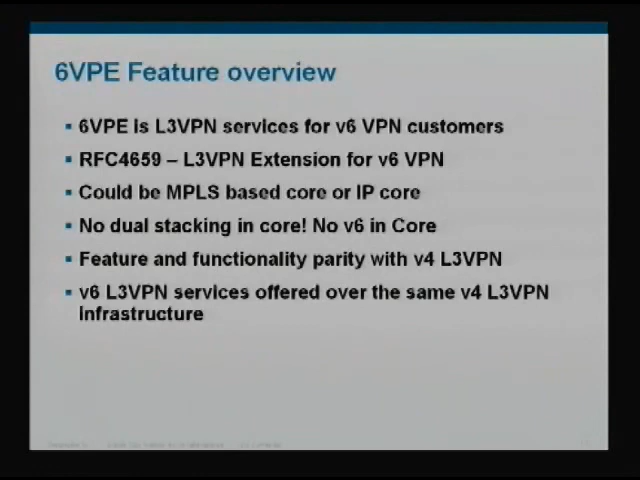 6VPE Feature overview
▪ 6VPE is L3VPN services for v6 VPN customers
▪ RFC4659 – L3VPN Extension for v6 VPN
▪ Could be MPLS based core or IP core
▪ No dual stacking in core! No v6 in Core
▪ Feature and functionality parity with v4 L3VPN
▪ v6 L3VPN services offered over the same v4 L3VPN
infrastructure